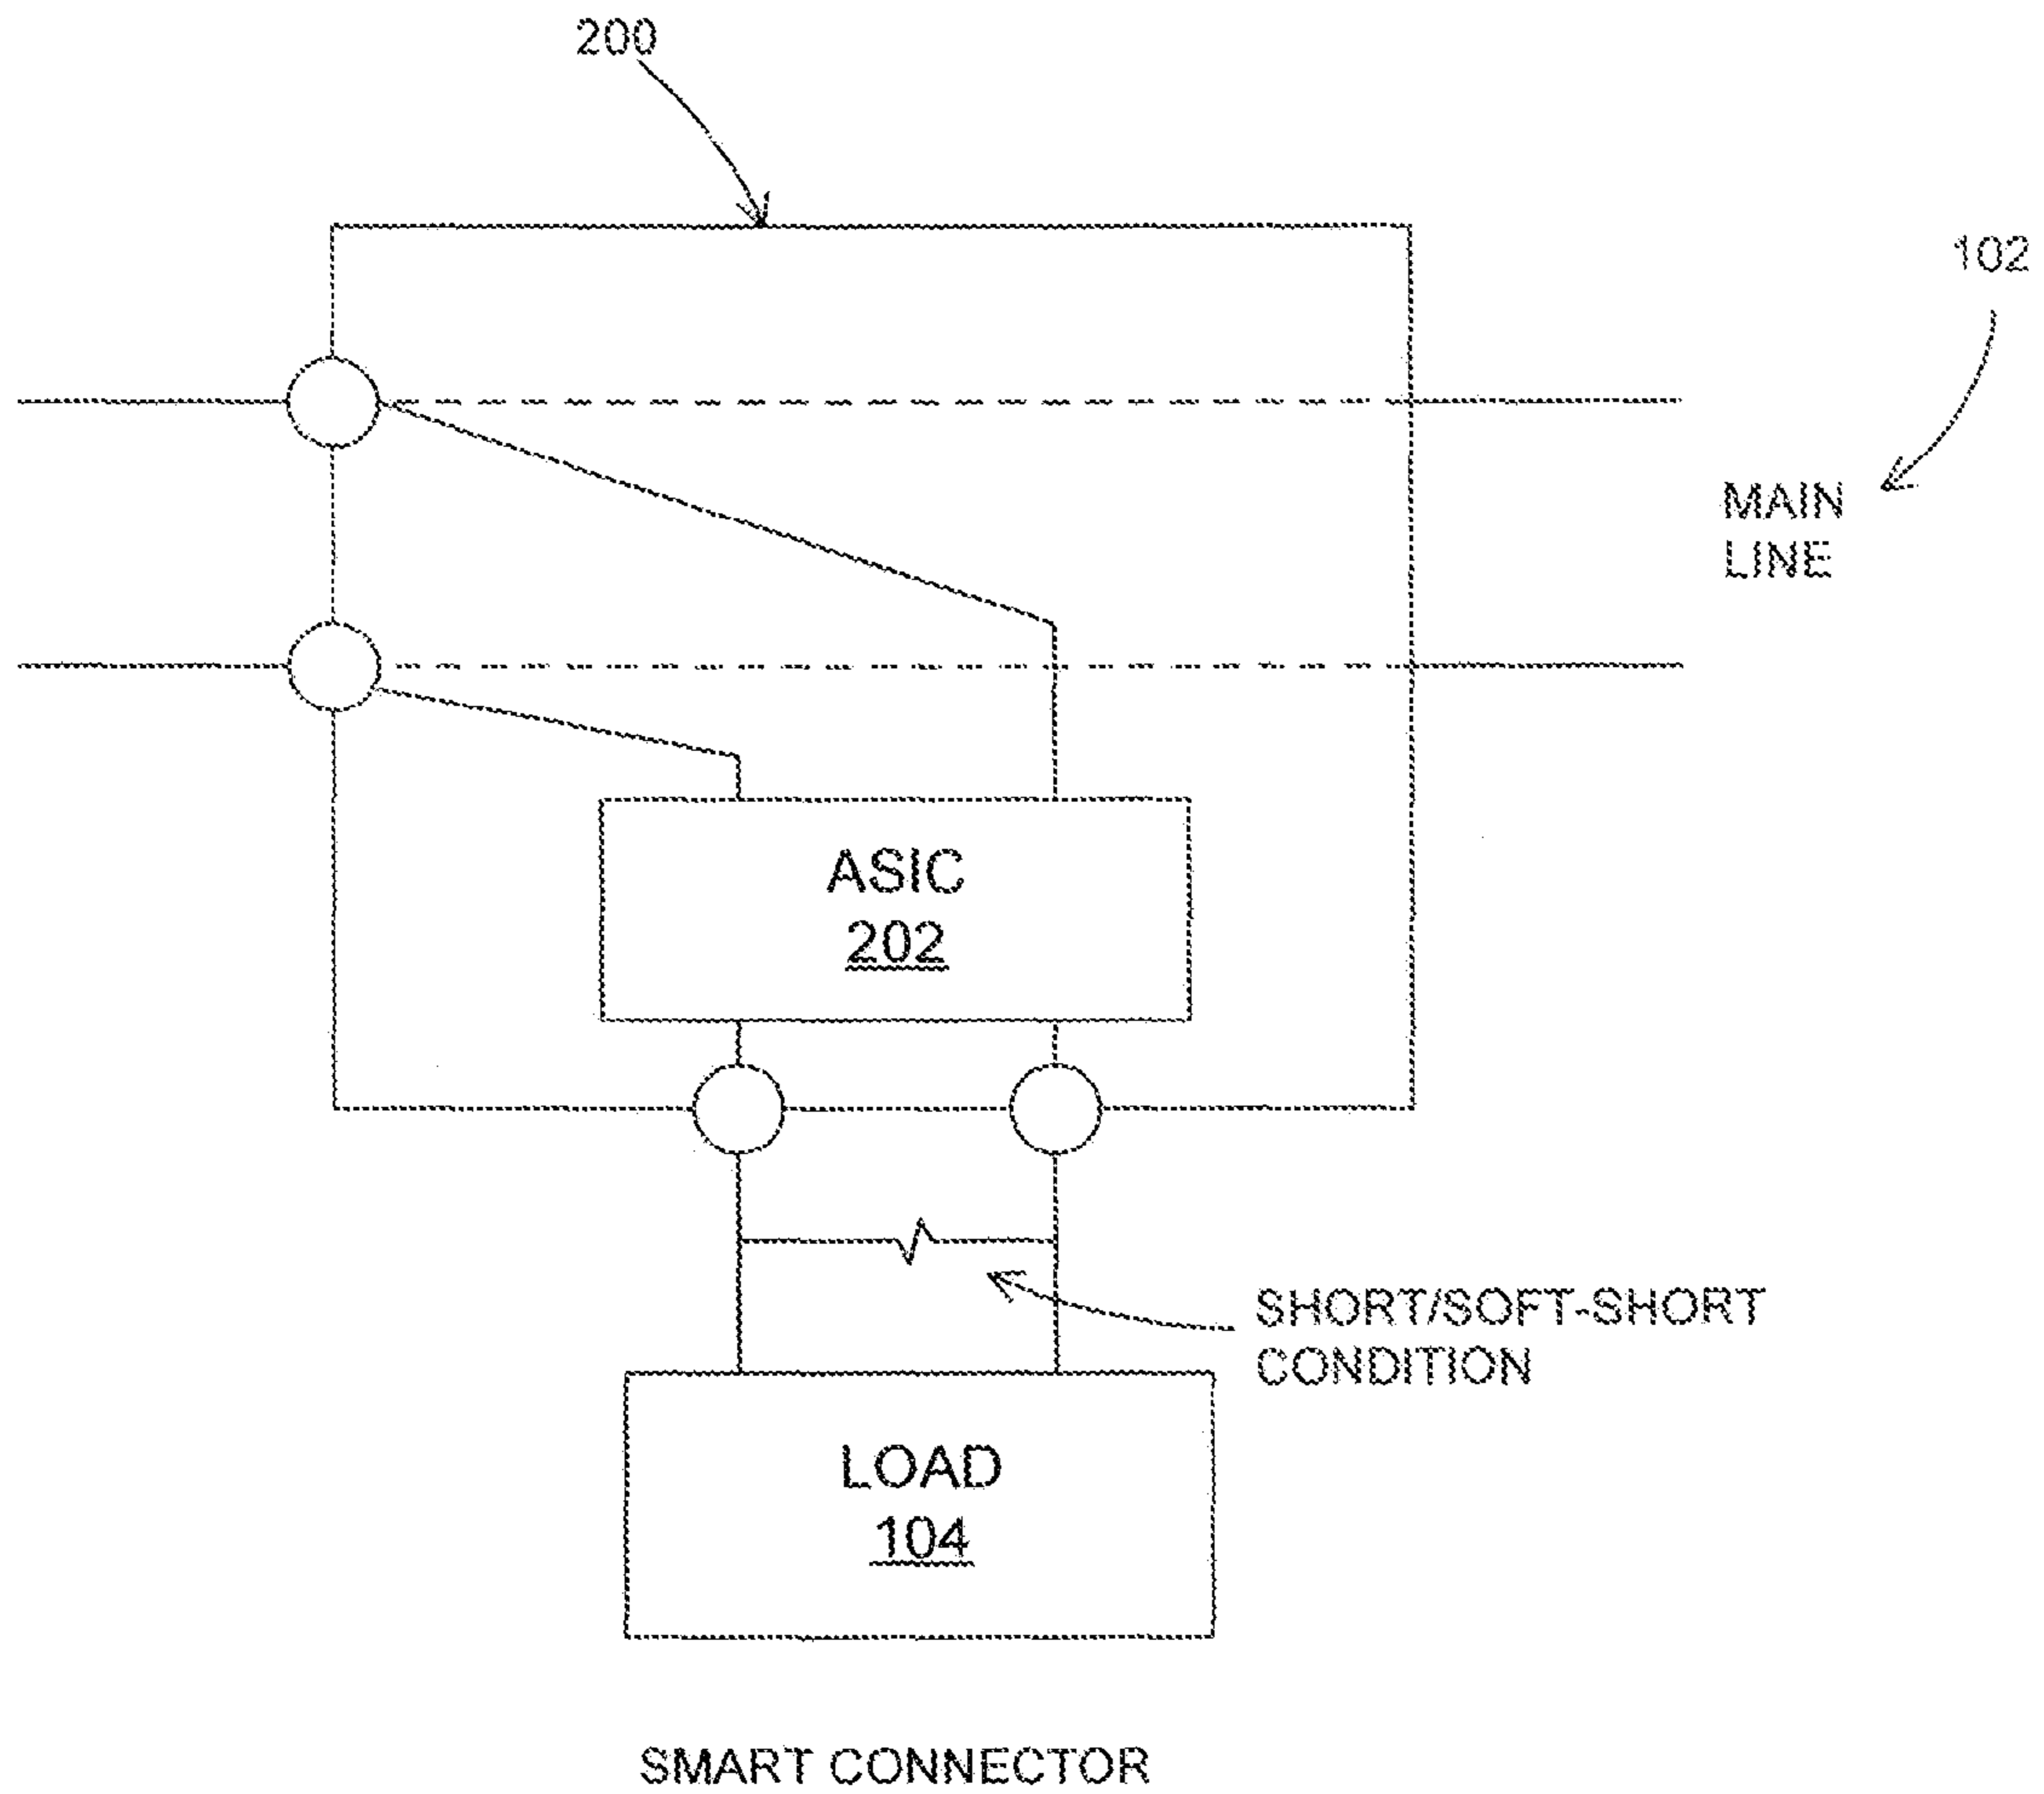 200
102
MAIN
LINE
ASIC
202
SHORT/SOFT-SHORT
CONDITION
LOAD
104
SMART CONNECTOR